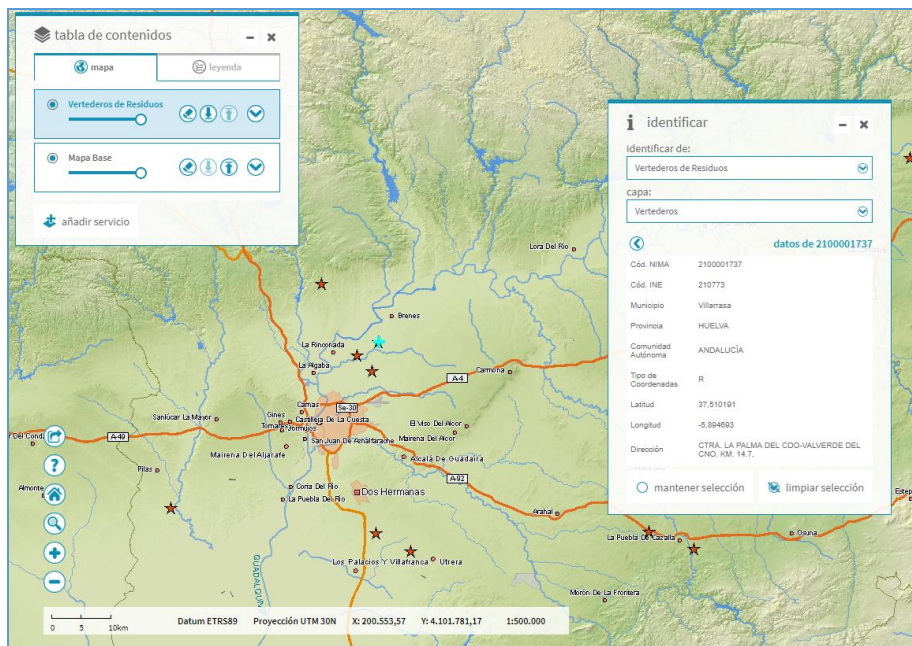 tabla de contenidos
mapa
leyenda
Vertederos de Residuos
Mapa Base
añadir servicio
identificar
identificar de:
Vertederos de Residuos
capa:
Vertederos
datos de 2100001737
Cód. NIMA 2100001737
Cód. INE 210773
Municipio Villarrasa
Provincia HUELVA
Comunidad
Autónoma ANDALUCÍA
Tipo de
Coordenadas R
Latitud 37,510191
Longitud -5,894693
Dirección CTRA. LA PALMA DEL CDO-VALVERDE DEL
CNO. KM. 14.7,
mantener selección
limpiar selección
Lora Del Rio
Brenes
La Rinconada
La Algaba
Carmona
A-4
Camas
Se-30
Sanlúcar La Mayor
Gines
Castilleja De La Cuesta
Tomares
Bormujos
El Viso Del Alcor
Mairena Del Alcor
San Juan De Aznalfarache
A-49
Mairena Del Aljarafe
Alcalá De Guadaira
Pilas
A-92
Almonte
Coria Del Rio
La Puebla Del Rio
Dos Hermanas
Arahal
Estep
La Puebla De Cazalla
Osuna
Los Palacios Y Villafranca
Utrera
GUADALQUI
Morón De La Frontera
0 5 10km
Datum ETRS89 Proyección UTM 30N X: 200.553,57 Y: 4.101.781,17 1:500.000